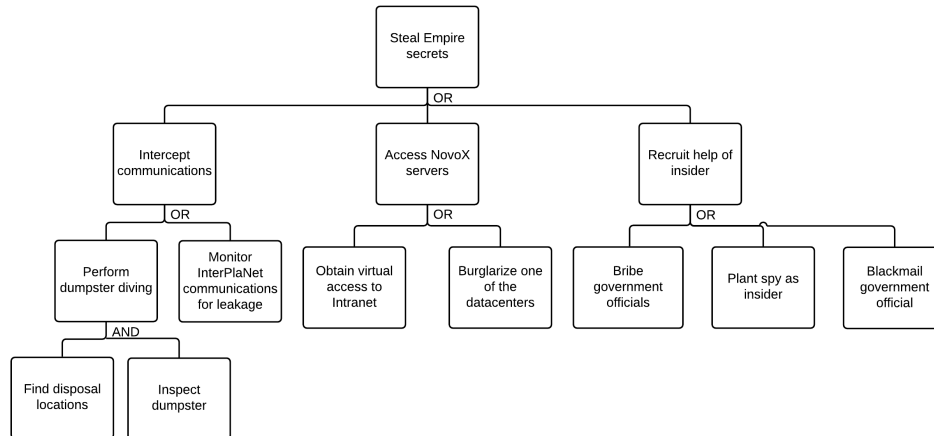 Steal Empire
secrets
OR
Intercept
communications
Access NovoX
servers
Recruit help of
insider
OR
OR
OR
Perform
dumpster diving
Monitor
InterPlaNet
communications
for leakage
Obtain virtual
access to
Intranet
Burglarize one
of the
datacenters
Bribe
government
officials
Plant spy as
insider
Blackmail
government
official
AND
Find disposal
locations
Inspect
dumpster